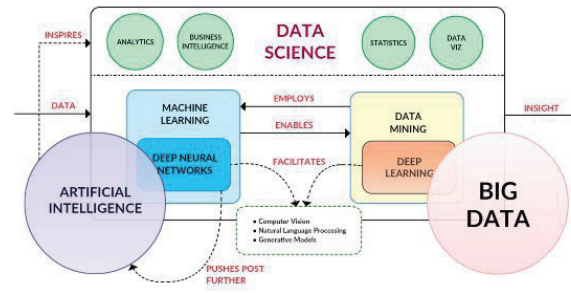 INSPIRES
ANALYTICS
BUSINESS
INTELLIGENCE
DATA
SCIENCE
STATISTICS
DATA
VIZ
DATA
MACHINE
LEARNING
EMPLOYS
ENABLES
DATA
MINING
INSIGHT
DEEP NEURAL
NETWORKS
FACILITATES
DEEP
LEARNING
ARTIFICIAL
INTELLIGENCE
BIG
DATA
• Computer Vision
• Natural Language Processing
• Generative Models
PUSHES POST
FURTHER